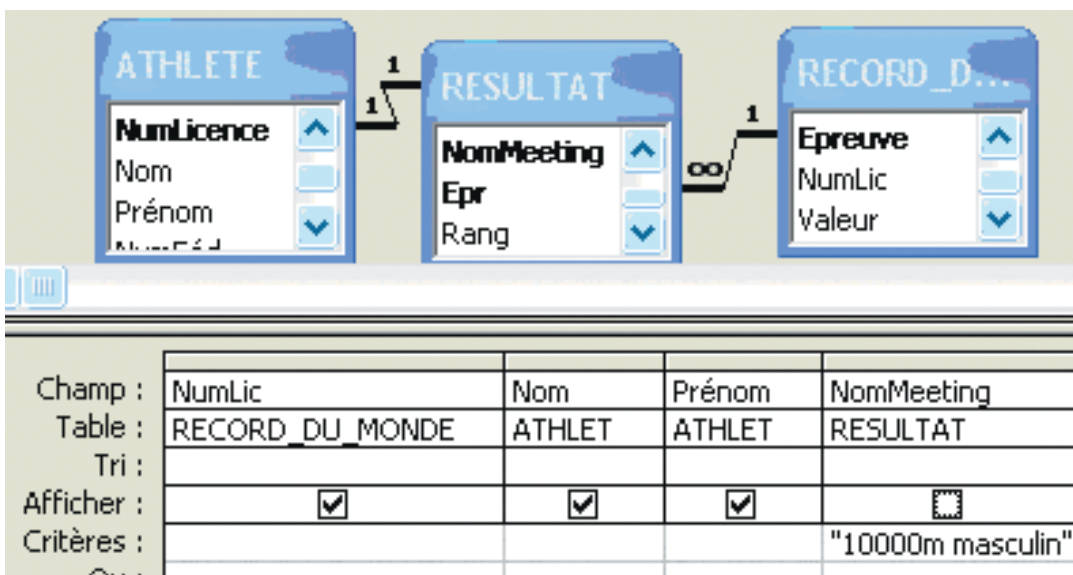 ATHLETE
NumLicence
Nom
Prénom
1
1
RESULTAT
NomMeeting
Epr
Rang
∞
1
RECORD_D...
Epreuve
NumLic
Valeur
Champ : NumLic Nom Prénom NomMeeting
Table : RECORD_DU_MONDE ATHLET ATHLET RESULTAT
Tri :
Afficher :
Critères : "10000m masculin"